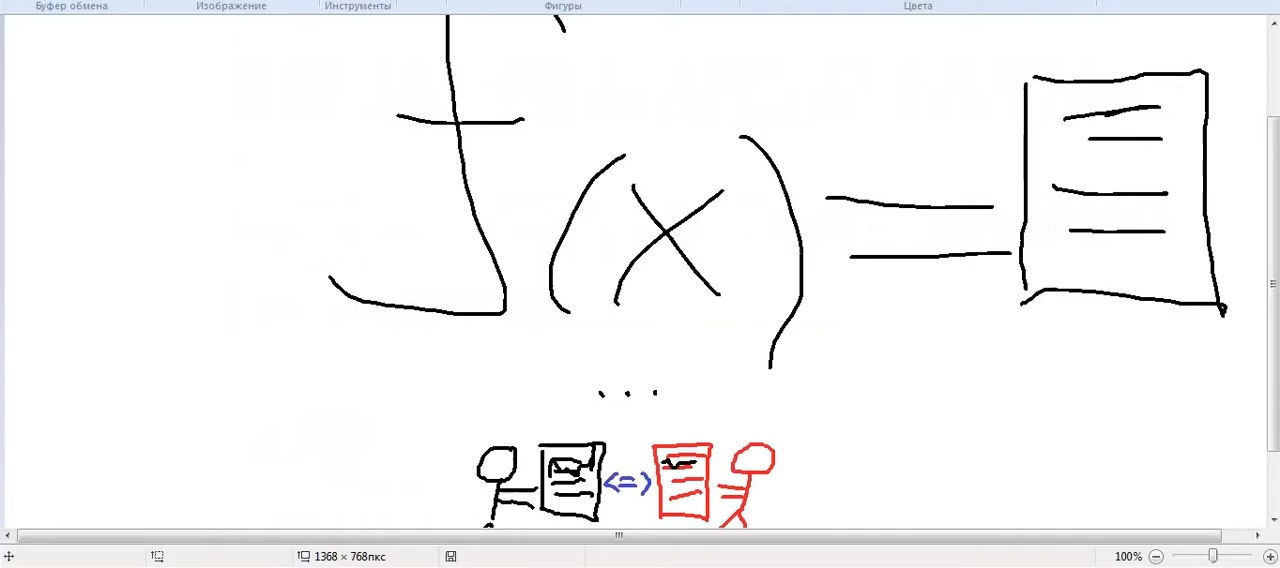 Буфер обмена Изображение Инструменты Фигуры Цвета
f(x) =
...
<=>
1368 × 768пкс 100%